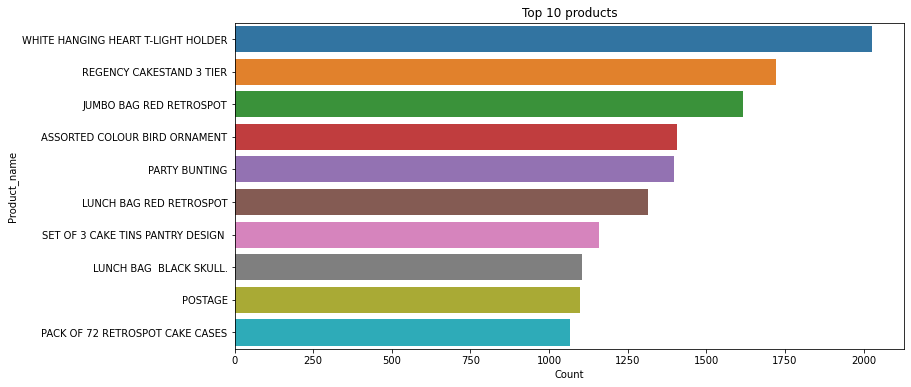 Top 10 products
Product_name
WHITE HANGING HEART T-LIGHT HOLDER
REGENCY CAKESTAND 3 TIER
JUMBO BAG RED RETROSPOT
ASSORTED COLOUR BIRD ORNAMENT
PARTY BUNTING
LUNCH BAG RED RETROSPOT
SET OF 3 CAKE TINS PANTRY DESIGN
LUNCH BAG  BLACK SKULL.
POSTAGE
PACK OF 72 RETROSPOT CAKE CASES
0 250 500 750 1000 1250 1500 1750 2000
Count